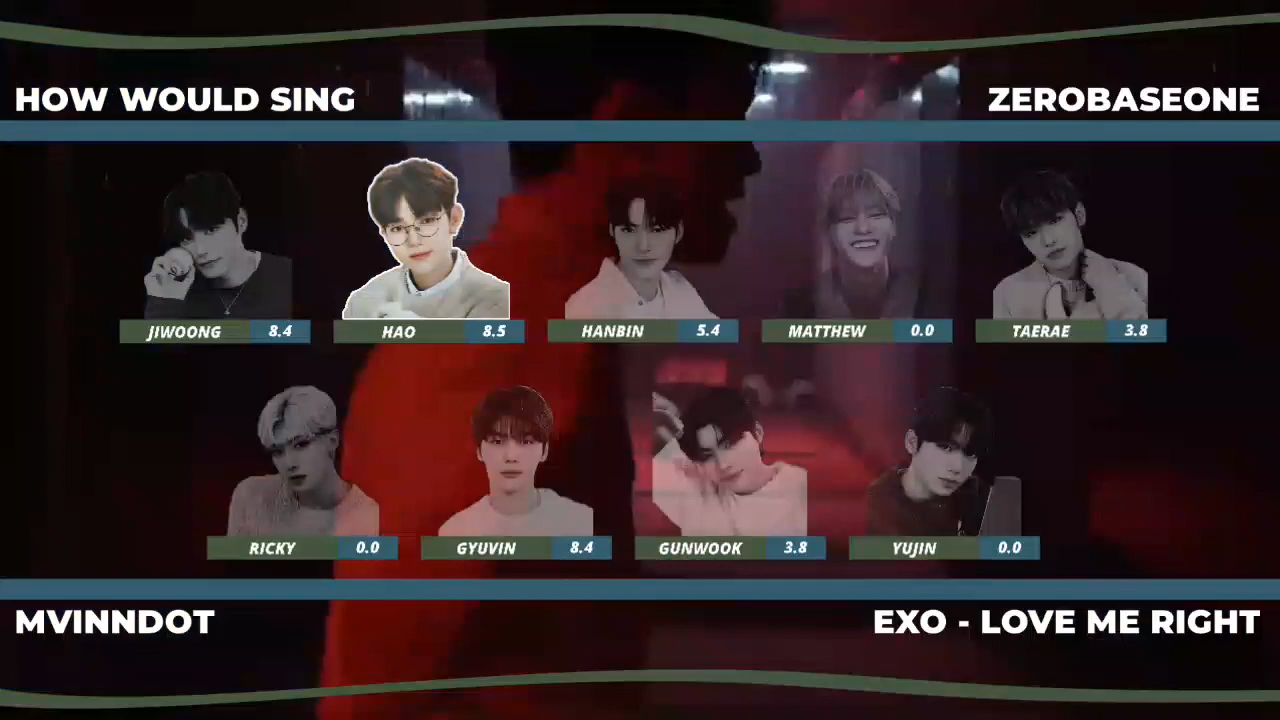 HOW WOULD SING
ZEROBASEONE
JIWOONG 8.4
HAO 8.5
HANBIN 5.4
MATTHEW 0.0
TAERAE 3.8
RICKY 0.0
GYUVIN 8.4
GUNWOOK 3.8
YUJIN 0.0
MVINNDOT
EXO - LOVE ME RIGHT